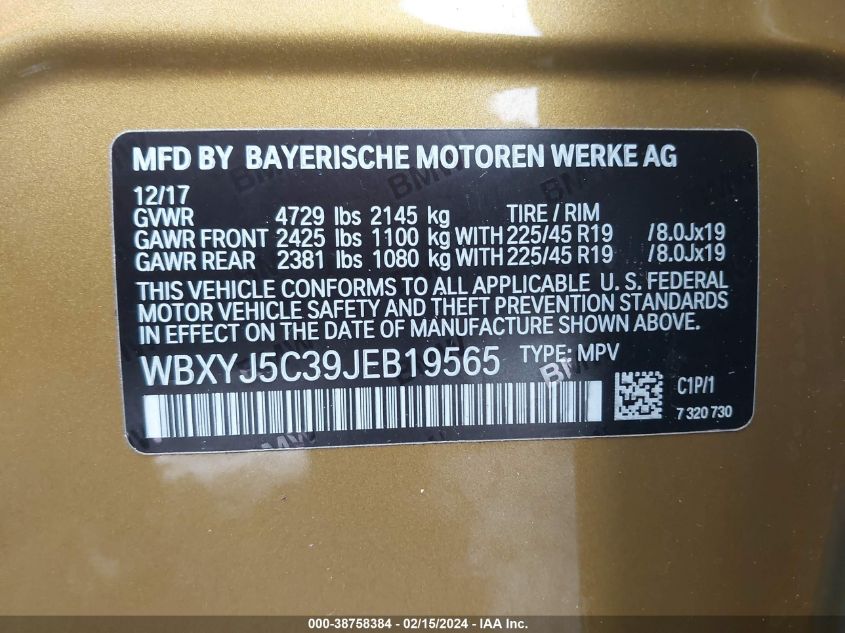 MFD BY BAYERISCHE MOTOREN WERKE AG
12/17
GVWR 4729 lbs 2145 kg TIRE / RIM
GAWR FRONT 2425 lbs 1100 kg WITH 225/45 R19 /8.0Jx19
GAWR REAR 2381 lbs 1080 kg WITH 225/45 R19 /8.0Jx19
THIS VEHICLE CONFORMS TO ALL APPLICABLE U. S. FEDERAL
MOTOR VEHICLE SAFETY AND THEFT PREVENTION STANDARDS
IN EFFECT ON THE DATE OF MANUFACTURE SHOWN ABOVE.
WBXYJ5C39JEB19565 TYPE: MPV
C1P/1
7 320 730
000-38758384 - 02/15/2024 - IAA Inc.